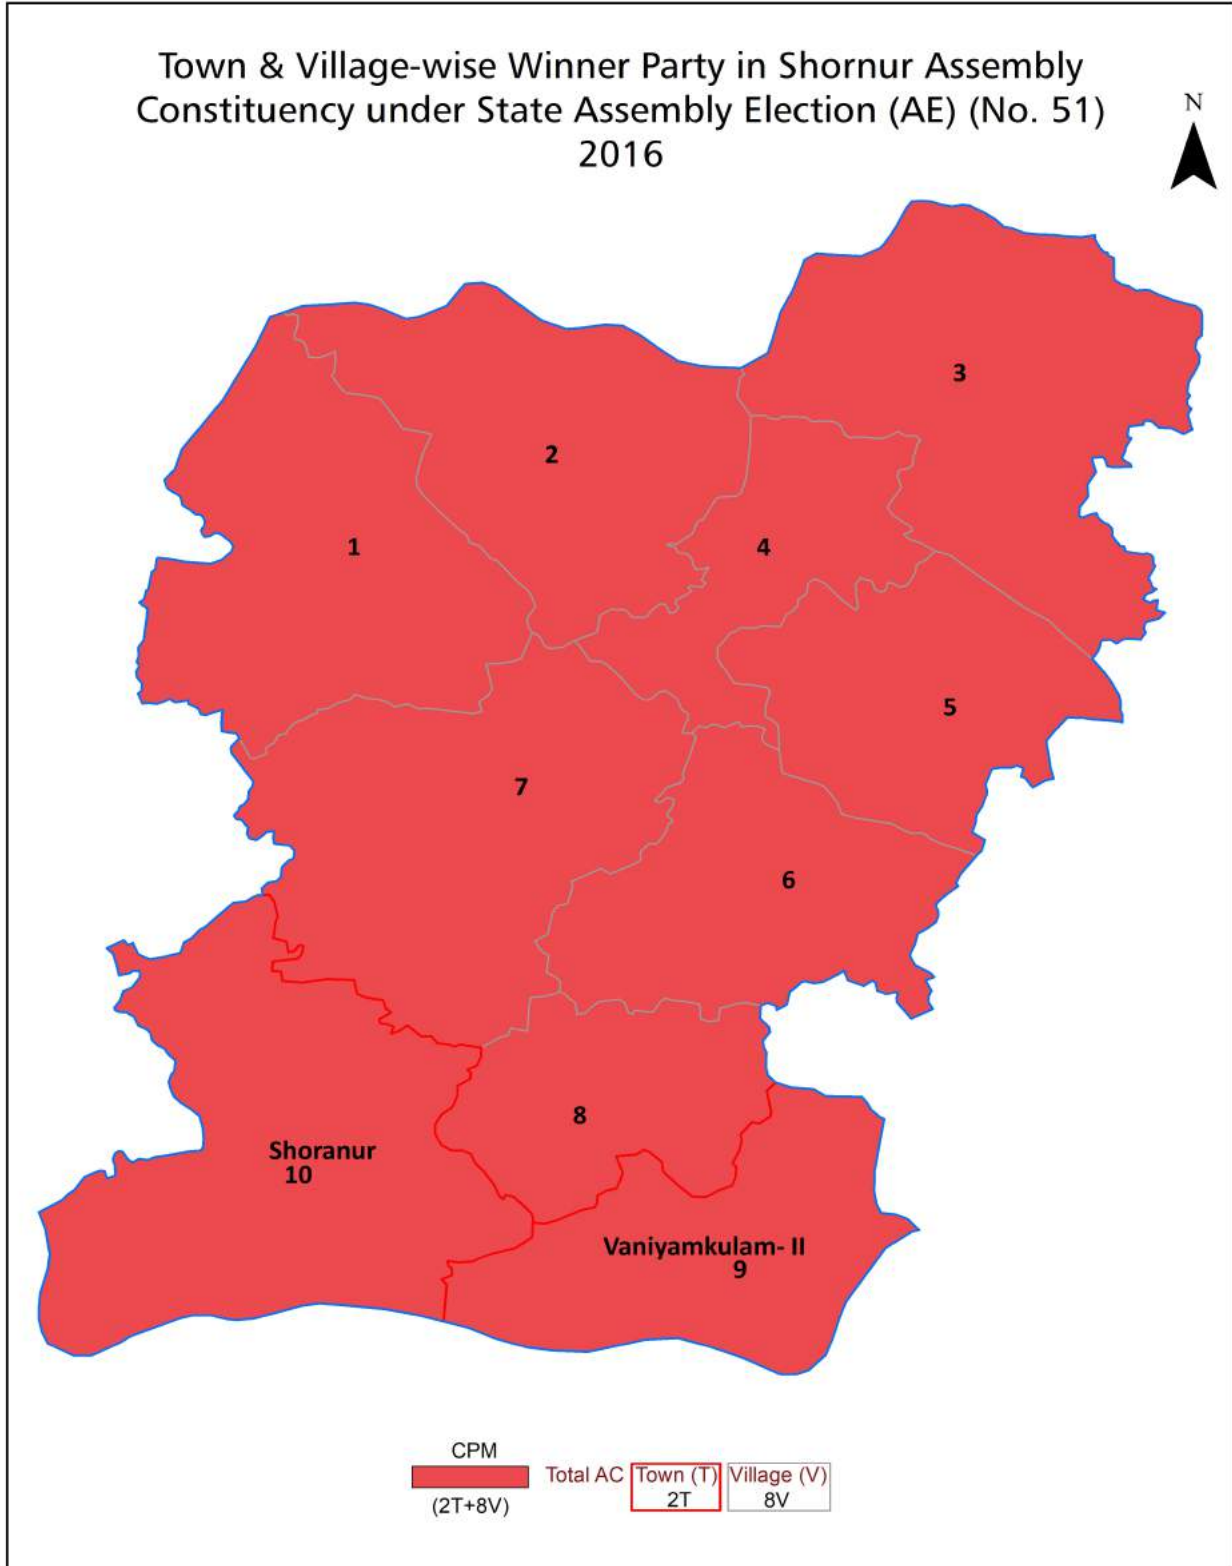 Town & Village-wise Winner Party in Shornur Assembly
Constituency under State Assembly Election (AE) (No. 51)
2016
N
3
2
1
4
5
7
6
8
Shoranur
10
Vaniyamkulam- II
9
CPM
(2T+8V)
Total AC
Town (T)
2T
Village (V)
8V